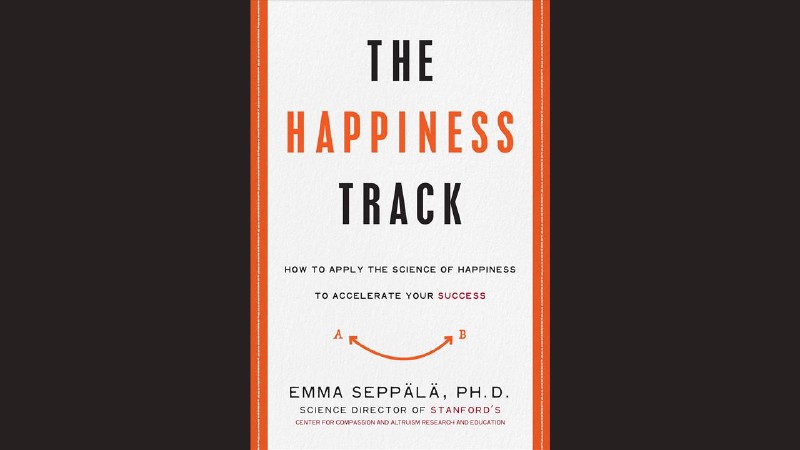 THE
HAPPINESS
TRACK
HOW TO APPLY THE SCIENCE OF HAPPINESS
TO ACCELERATE YOUR SUCCESS
A B
EMMA SEPPÄLÄ, PH.D.
SCIENCE DIRECTOR OF STANFORD'S
CENTER FOR COMPASSION AND ALTRUISM RESEARCH AND EDUCATION